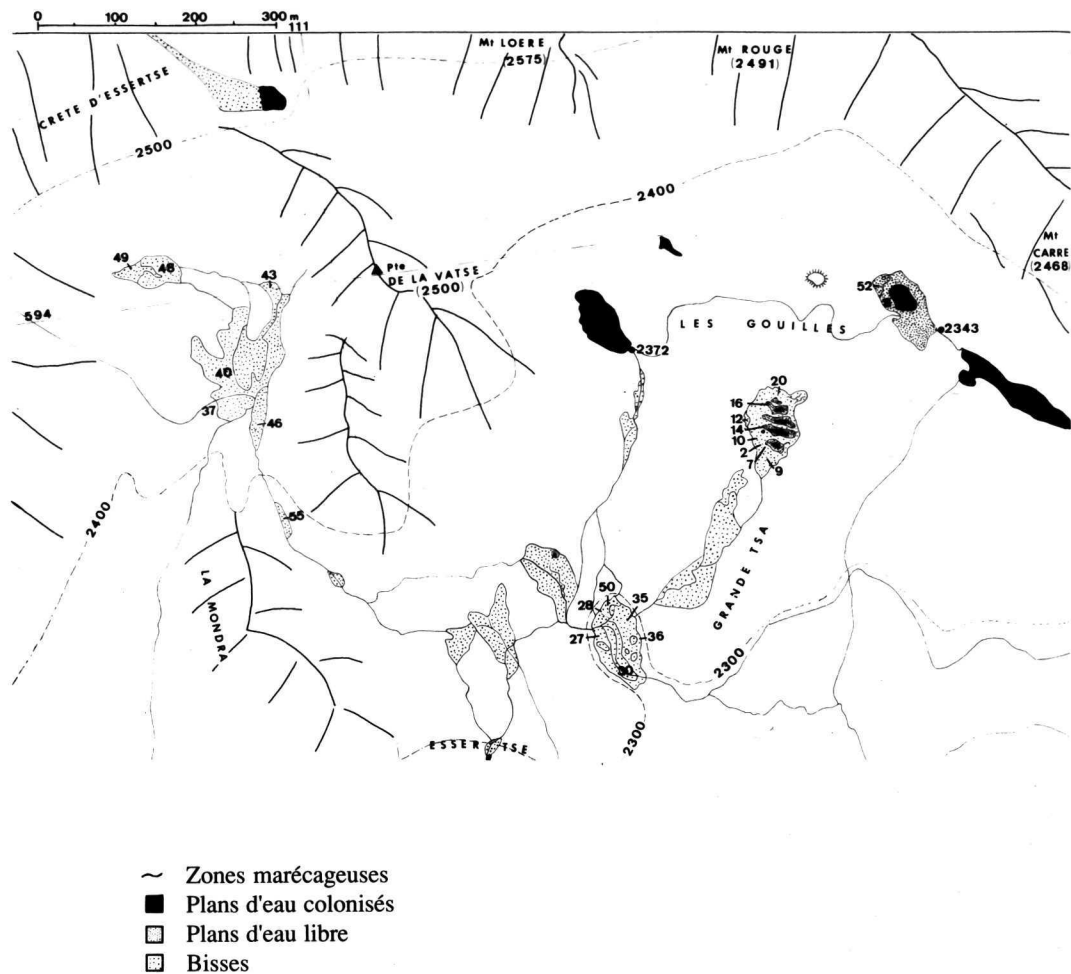 0 100 200 300 m
111
Mt LOERE
(2575)
Mt ROUGE
(2491)
CRETE D'ESSERTSE
2500
2400
Mt
CARRE
(2468)
49
45
43
Pte
DE LA VATSE
(2500)
52
594
LES GOUILLES
2343
2372
40
20
16
12
14
10
2
7
9
37
46
2400
55
GRANDE TSA
LA MONDRA
50
28
35
27
36
30
2300
2300
ESSERTSE
Zones marécageuses
Plans d'eau colonisés
Plans d'eau libre
Bisses